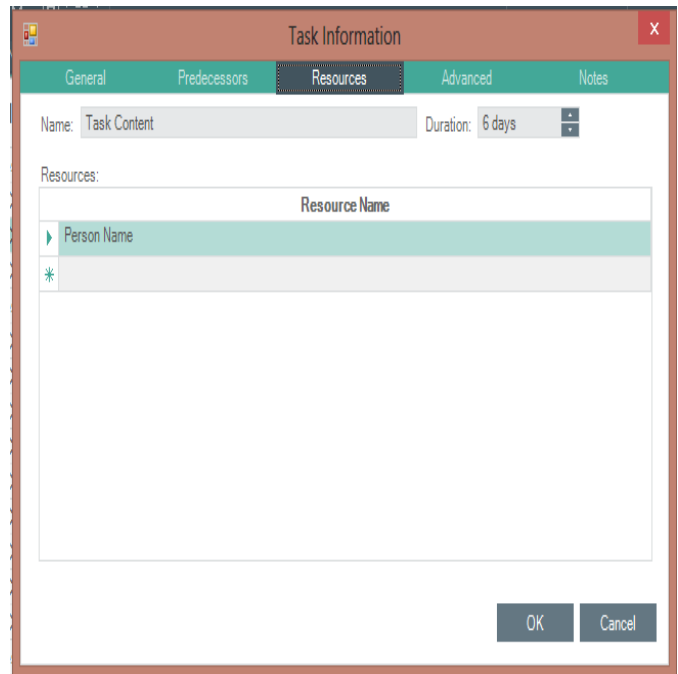 Task Information
x
General Predecessors Resources Advanced Notes
Name: Task Content Duration: 6 days
Resources:
Resource Name
Person Name
OK Cancel